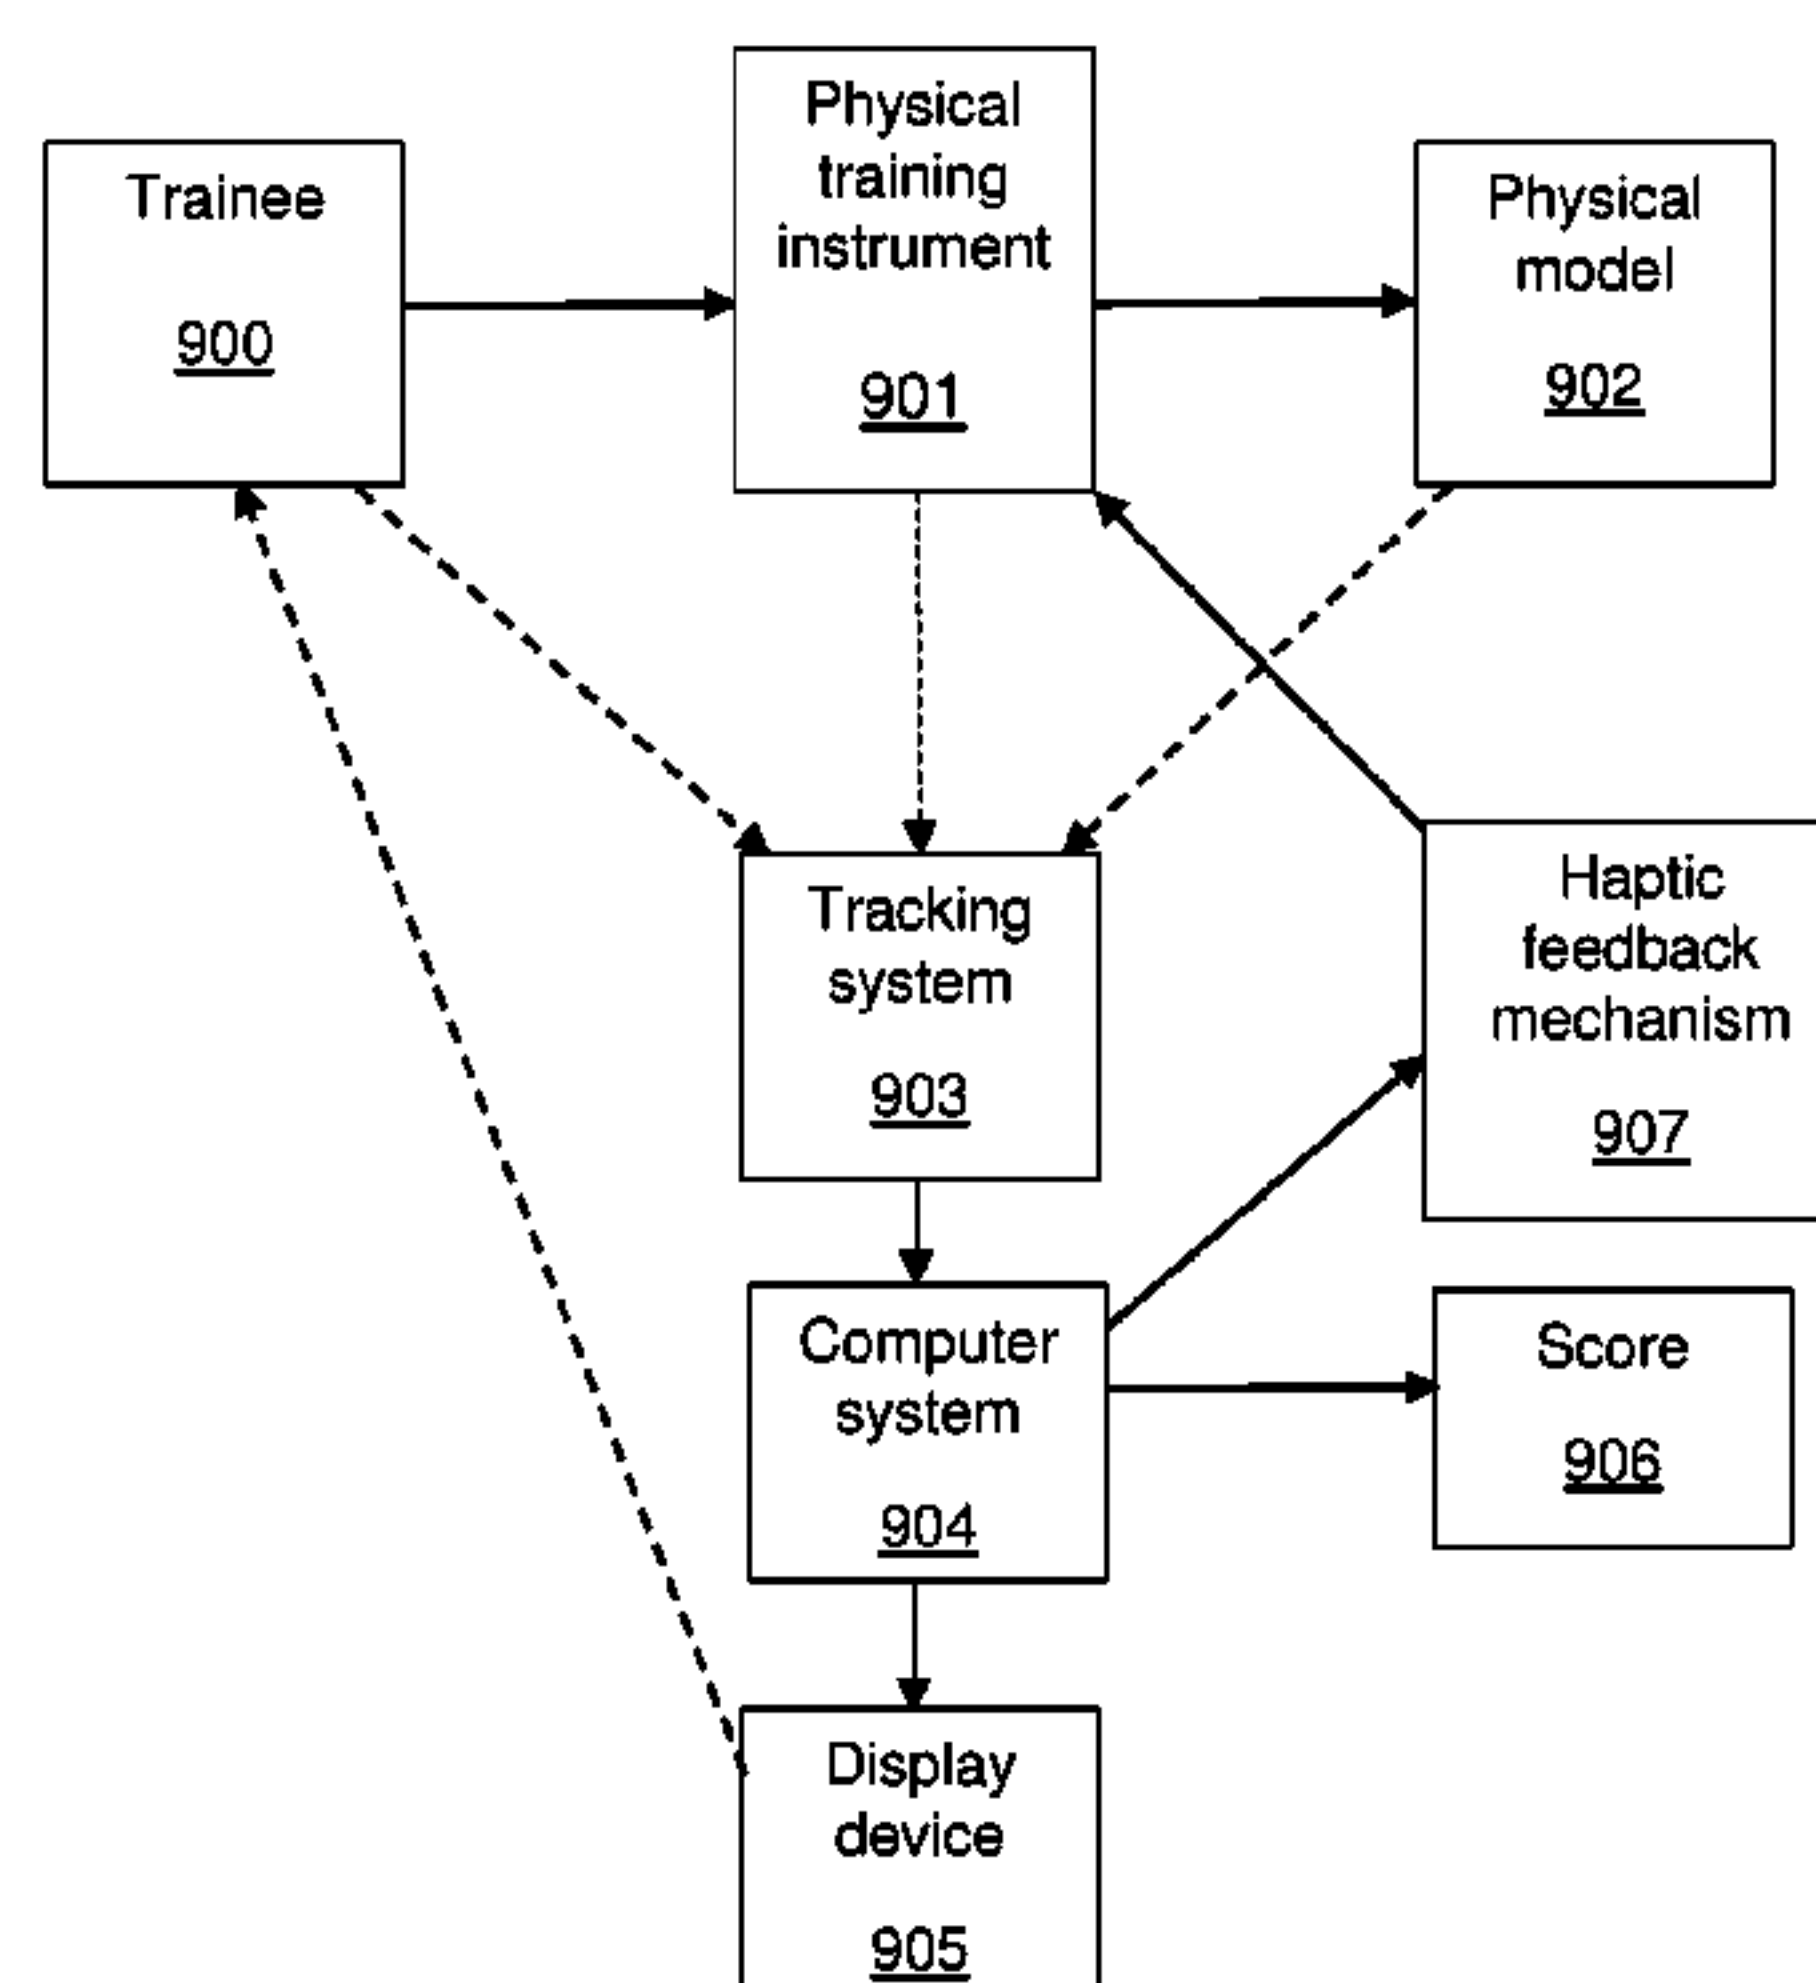 Trainee
900
Physical
training
instrument
901
Physical
model
902
Tracking
system
903
Haptic
feedback
mechanism
907
Computer
system
904
Score
906
Display
device
905